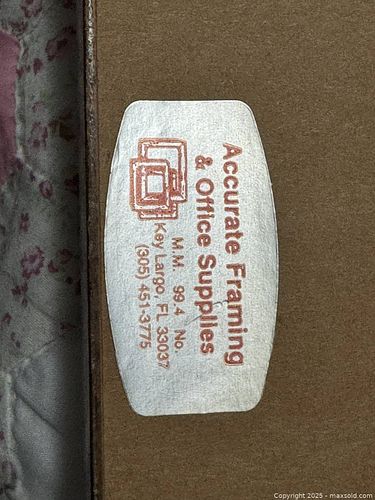 Accurate Framing
& Office Supplies
M.M. 99.4 No.
Key Largo, FL 33037
(305) 451-3775
Copyright 2025 - maxsold.com